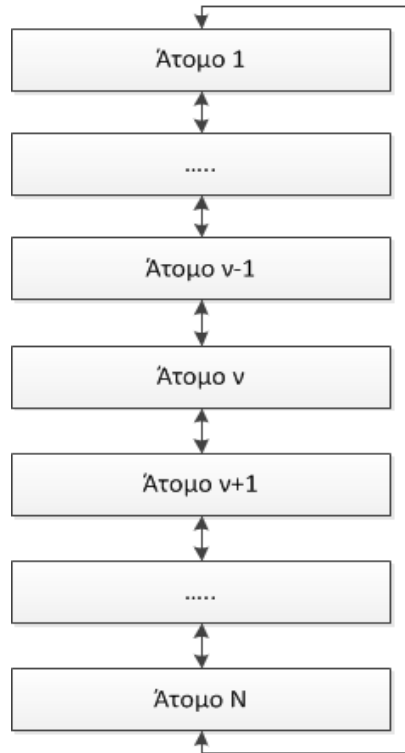 Άτομο 1
.....
Άτομο ν-1
Άτομο ν
Άτομο ν+1
.....
Άτομο Ν